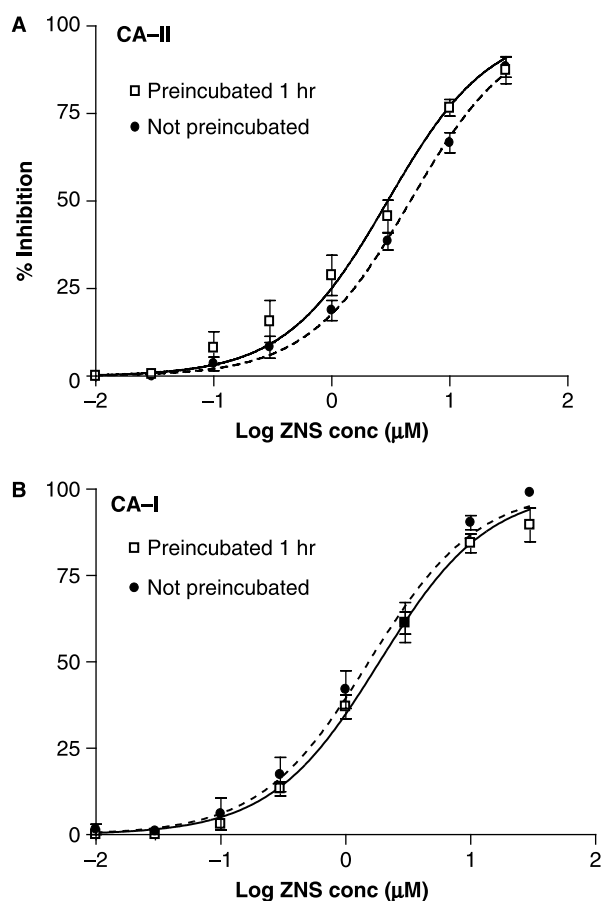 A
CA–II
Preincubated 1 hr
Not preincubated
% Inhibition
100
75
50
25
0
–2
–1
0
1
2
Log ZNS conc (μM)
B
CA–I
Preincubated 1 hr
Not preincubated
100
75
50
25
0
–2
–1
0
1
2
Log ZNS conc (μM)